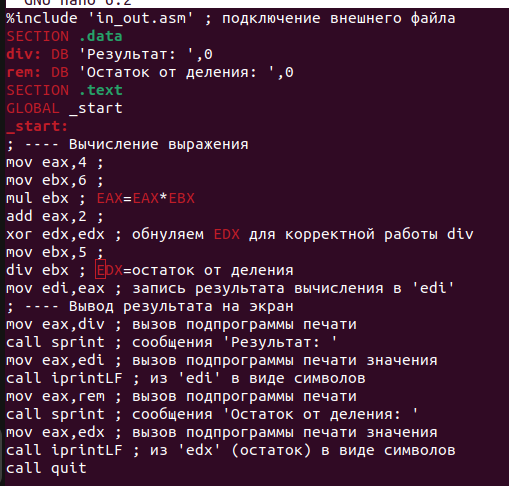 GNU nano 6.2
%include 'in_out.asm' ; подключение внешнего файла
SECTION .data
div: DB 'Результат: ',0
rem: DB 'Остаток от деления: ',0
SECTION .text
GLOBAL _start
_start:
; ---- Вычисление выражения
mov eax,4 ;
mov ebx,6 ;
mul ebx ; EAX=EAX*EBX
add eax,2 ;
xor edx,edx ; обнуляем EDX для корректной работы div
mov ebx,5 ;
div ebx ; EDX=остаток от деления
mov edi,eax ; запись результата вычисления в 'edi'
; ---- Вывод результата на экран
mov eax,div ; вызов подпрограммы печати
call sprint ; сообщения 'Результат: '
mov eax,edi ; вызов подпрограммы печати значения
call iprintLF ; из 'edi' в виде символов
mov eax,rem ; вызов подпрограммы печати
call sprint ; сообщения 'Остаток от деления: '
mov eax,edx ; вызов подпрограммы печати значения
call iprintLF ; из 'edx' (остаток) в виде символов
call quit